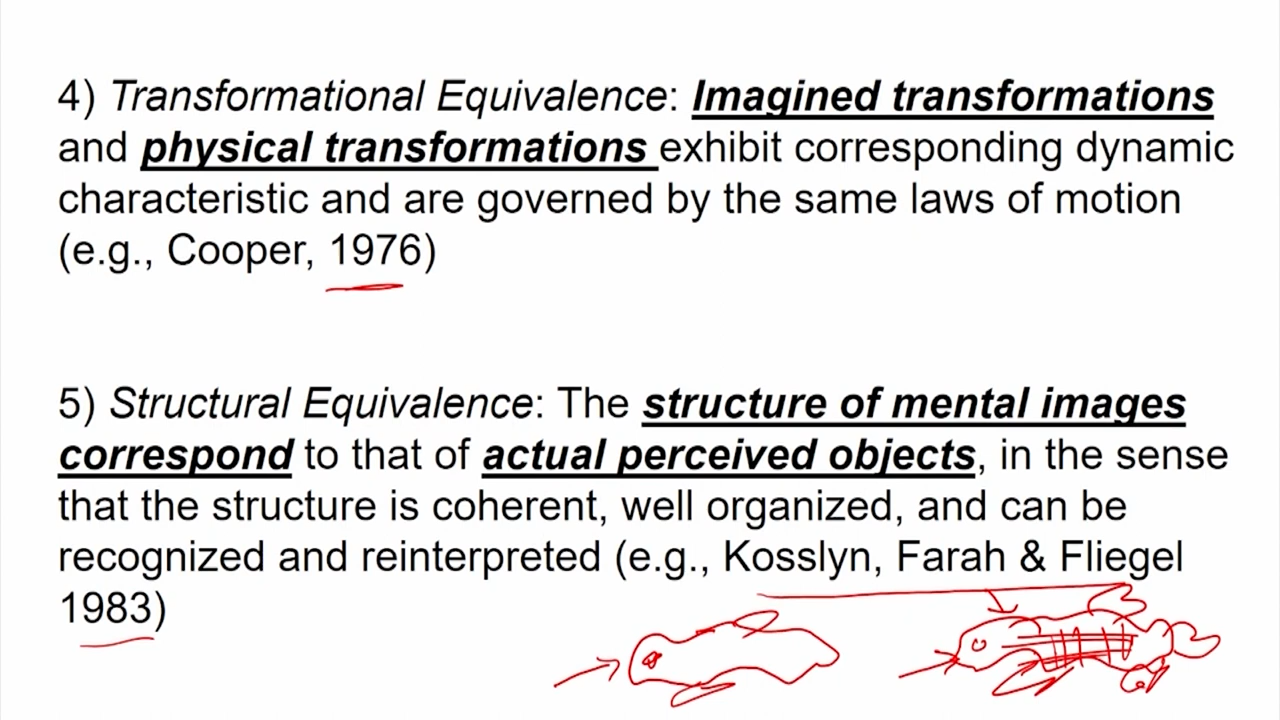 4) Transformational Equivalence: Imagined transformations
and physical transformations exhibit corresponding dynamic
characteristic and are governed by the same laws of motion
(e.g., Cooper, 1976)
5) Structural Equivalence: The structure of mental images
correspond to that of actual perceived objects, in the sense
that the structure is coherent, well organized, and can be
recognized and reinterpreted (e.g., Kosslyn, Farah & Fliegel
1983)